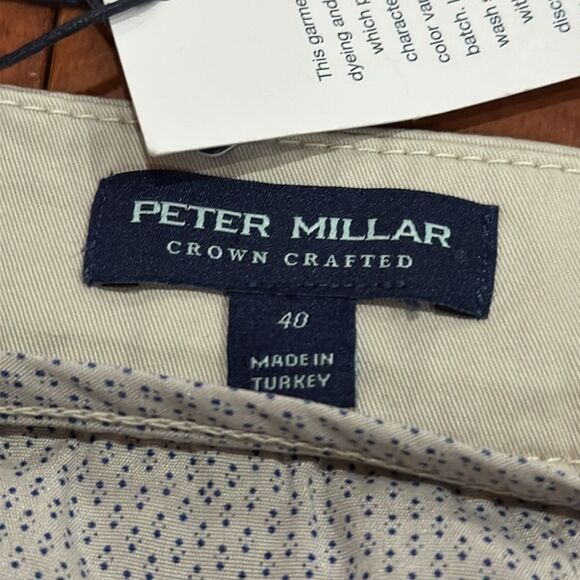 This garme
dyeing and
which p
character
color va
batch. I
wash s
with
disc
PETER MILLAR
CROWN CRAFTED
40
MADE IN
TURKEY